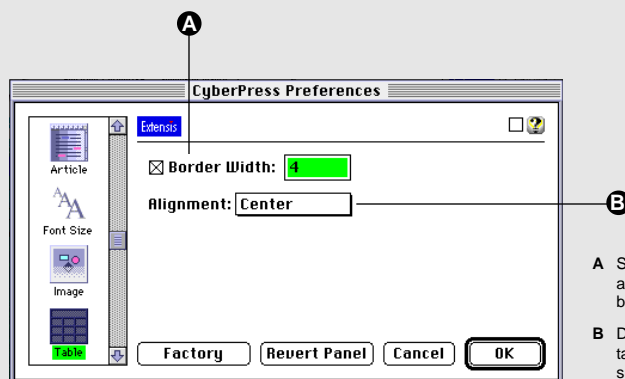 A
CyberPress Preferences
Extensis
Article
Border Width: 4
Alignment: Center
B
Font Size
Image
Table
Factory Revert Panel Cancel OK
A
B